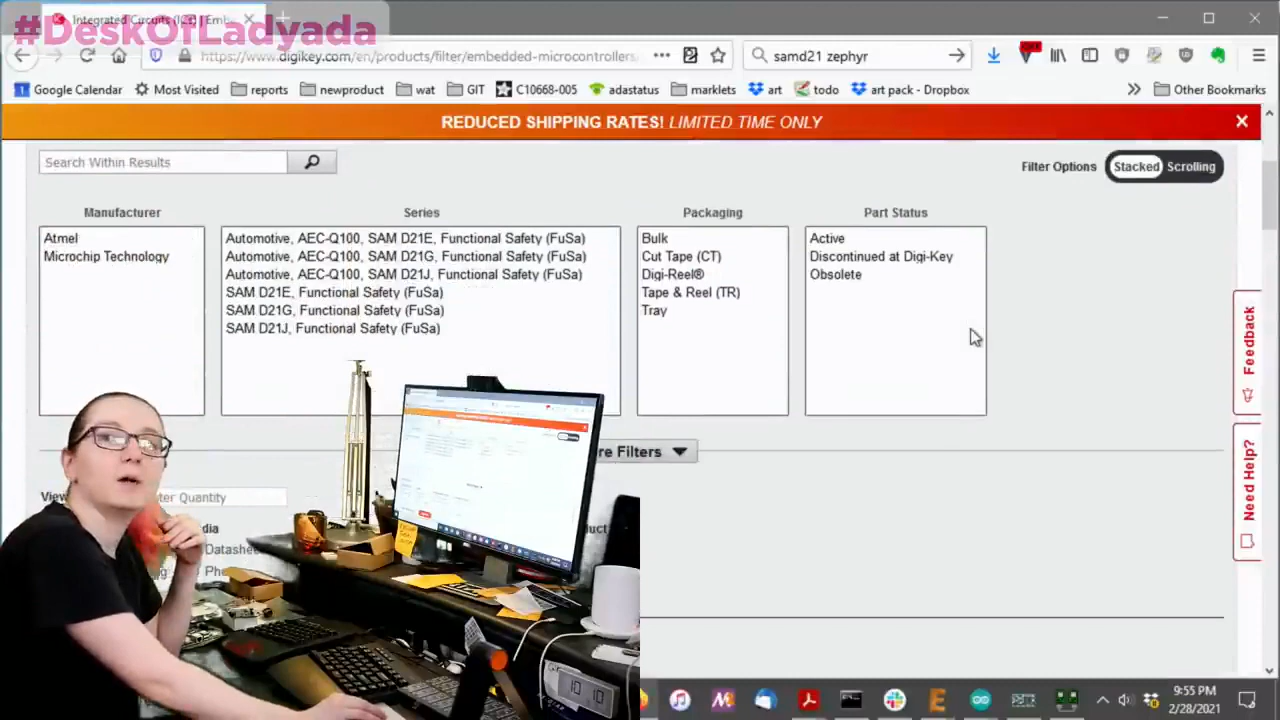 Integrated Circuits (ICs) | Emb
#DeskOfLadyada
https://www.digikey.com/en/products/filter/embedded-microcontrollers
samd21 zephyr
Google Calendar
Most Visited
reports
newproduct
wat
GIT
C10668-005
adastatus
marklets
art
todo
art pack - Dropbox
Other Bookmarks
REDUCED SHIPPING RATES! LIMITED TIME ONLY
Search Within Results
Filter Options
Stacked
Scrolling
Manufacturer
Atmel
Microchip Technology
Series
Automotive, AEC-Q100, SAM D21E, Functional Safety (FuSa)
Automotive, AEC-Q100, SAM D21G, Functional Safety (FuSa)
Automotive, AEC-Q100, SAM D21J, Functional Safety (FuSa)
SAM D21E, Functional Safety (FuSa)
SAM D21G, Functional Safety (FuSa)
SAM D21J, Functional Safety (FuSa)
Packaging
Bulk
Cut Tape (CT)
Digi-Reel®
Tape & Reel (TR)
Tray
Part Status
Active
Discontinued at Digi-Key
Obsolete
Feedback
Need Help?
re Filters
Quantity
Datashee
9:55 PM
2/28/2021